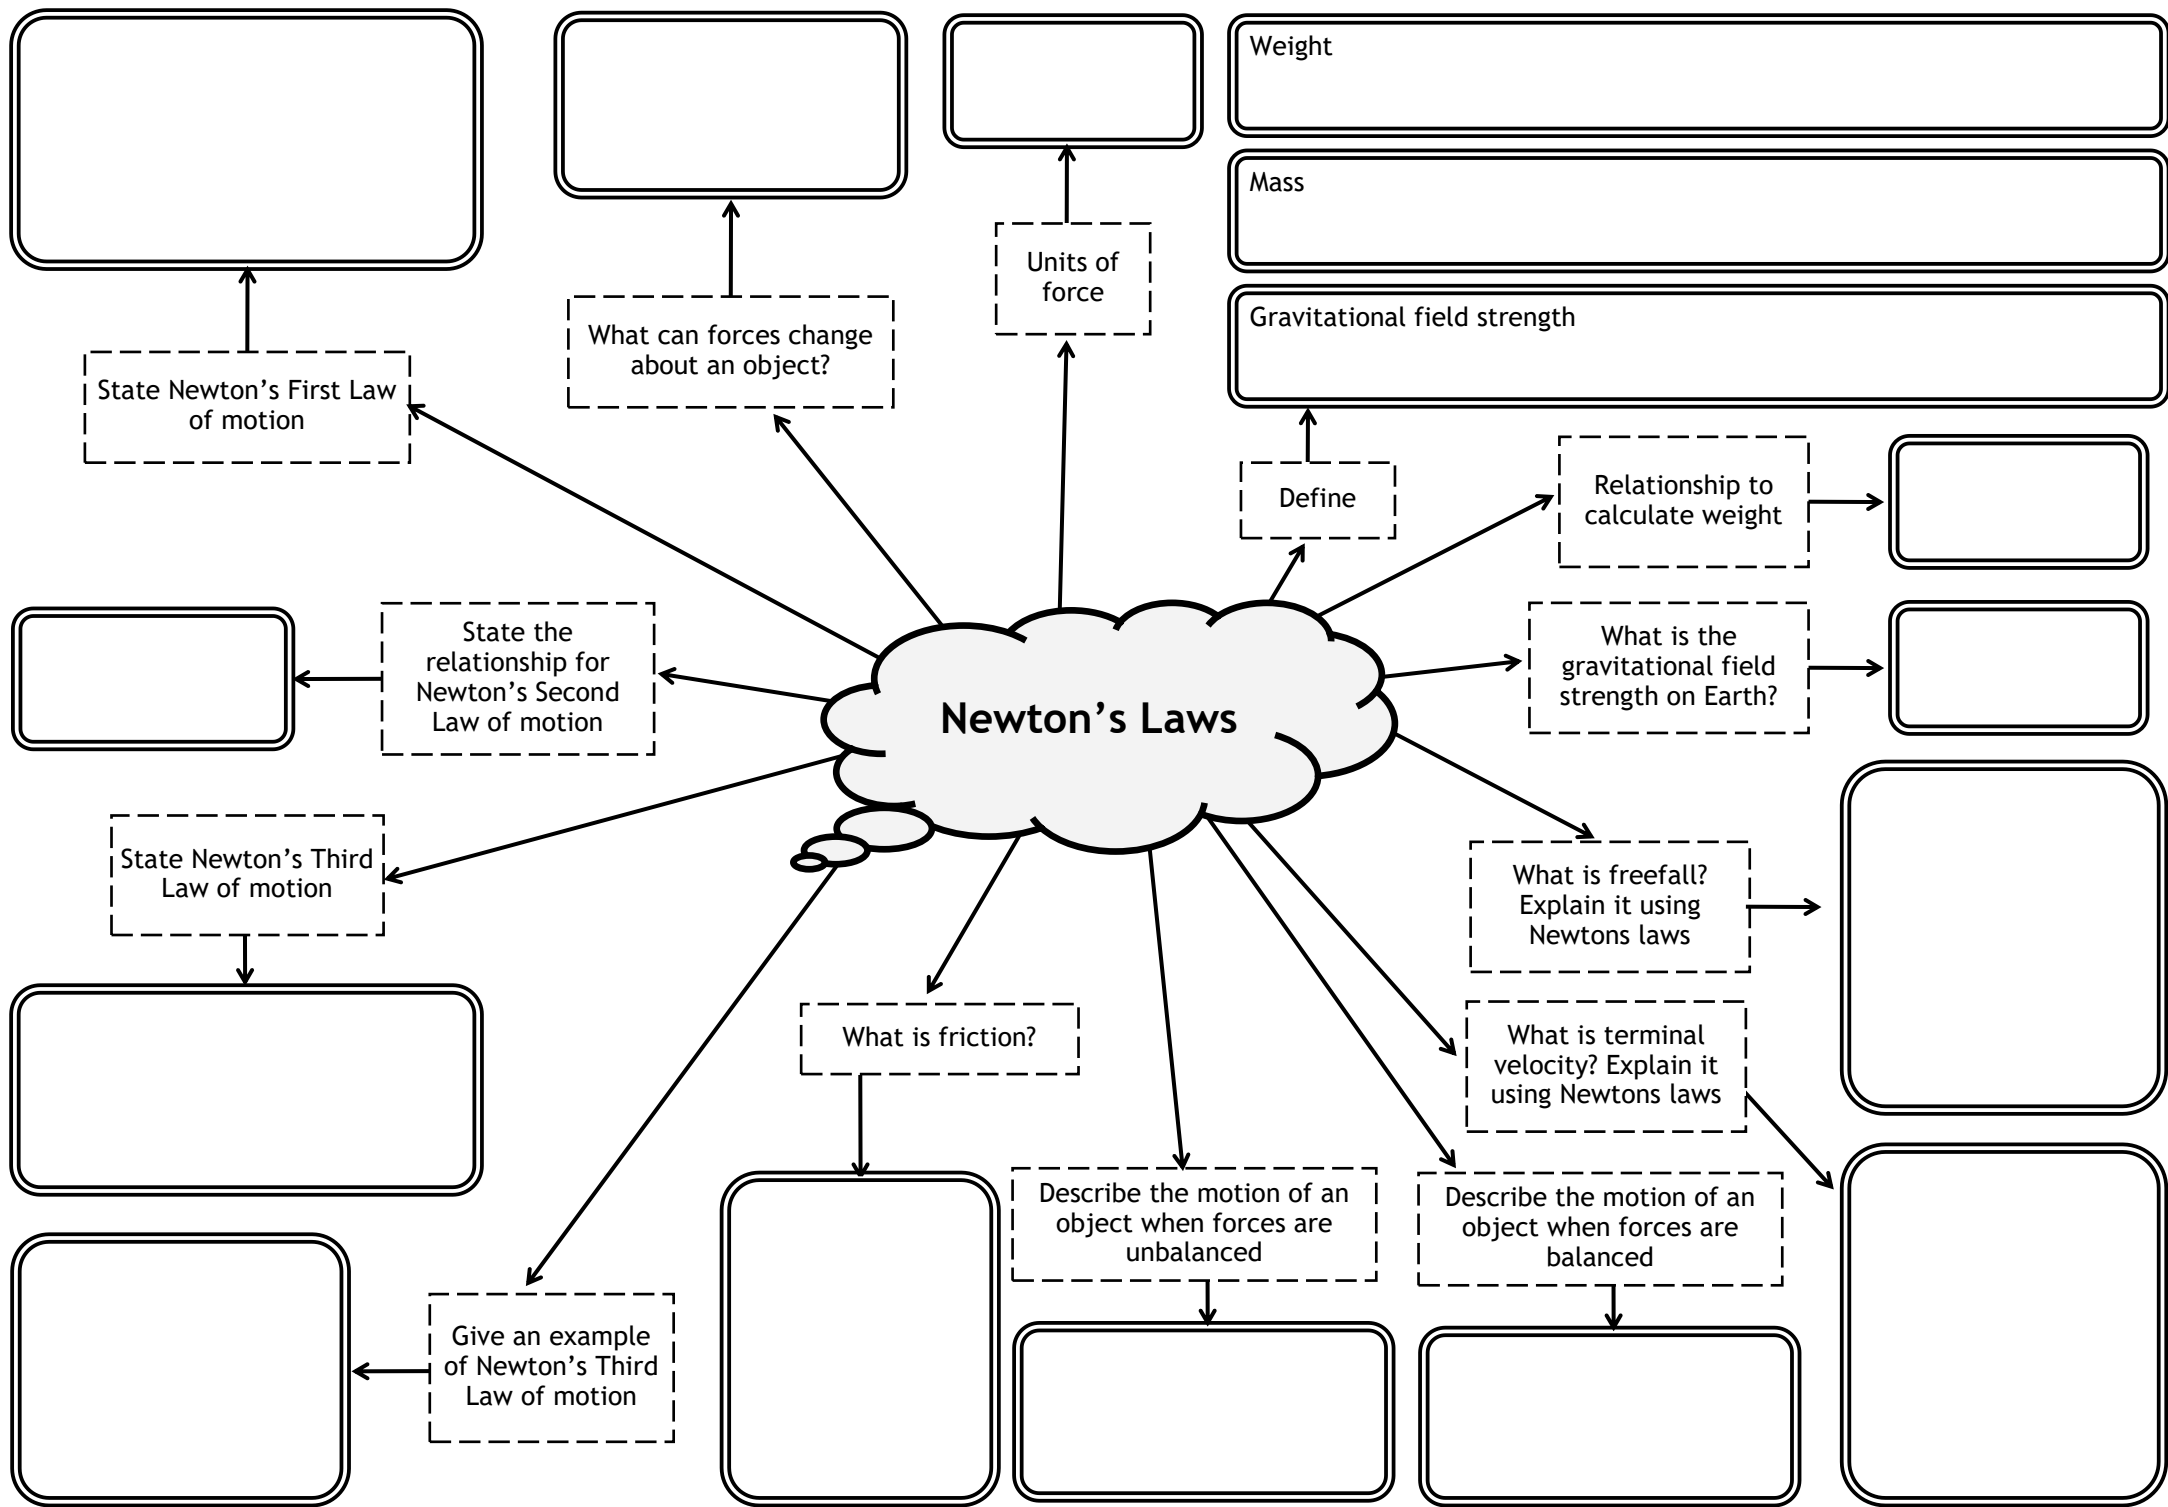 Weight
Mass
Gravitational field strength
Units of
force
What can forces change
about an object?
State Newton’s First Law
of motion
Define
Relationship to
calculate weight
State the
relationship for
Newton’s Second
Law of motion
What is the
gravitational field
strength on Earth?
Newton’s Laws
State Newton’s Third
Law of motion
What is freefall?
Explain it using
Newtons laws
What is friction?
What is terminal
velocity? Explain it
using Newtons laws
Describe the motion of an
object when forces are
unbalanced
Describe the motion of an
object when forces are
balanced
Give an example
of Newton’s Third
Law of motion